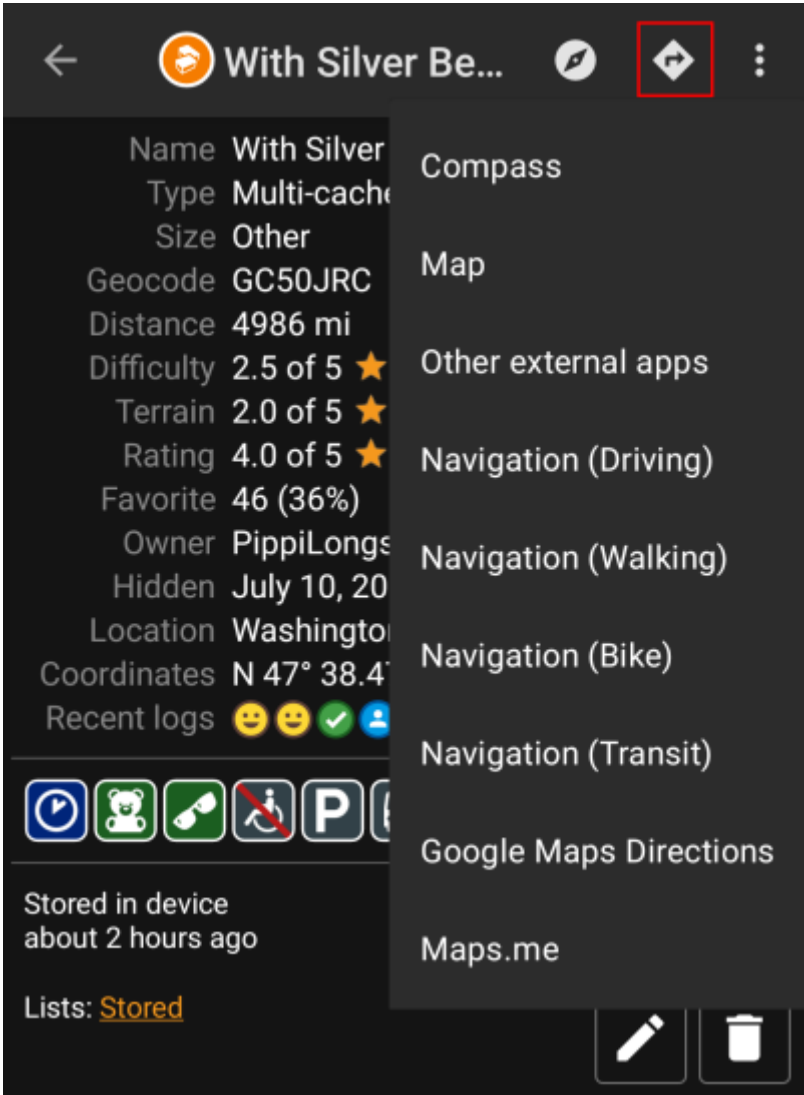 With Silver Be...
Name With Silver
Type Multi-cache
Size Other
Geocode GC50JRC
Distance 4986 mi
Difficulty 2.5 of 5
Terrain 2.0 of 5
Rating 4.0 of 5
Favorite 46 (36%)
Owner PippiLongs
Hidden July 10, 20
Location Washington
Coordinates N 47° 38.4
Recent logs
P
Stored in device
about 2 hours ago
Lists: Stored
Compass
Map
Other external apps
Navigation (Driving)
Navigation (Walking)
Navigation (Bike)
Navigation (Transit)
Google Maps Directions
Maps.me